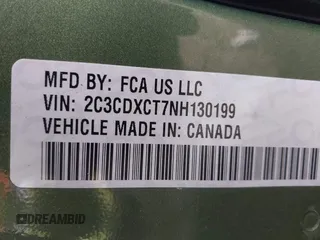 MFD BY: FCA US LLC
VIN: 2C3CDXCT7NH130199
VEHICLE MADE IN: CANADA
DREAMBID